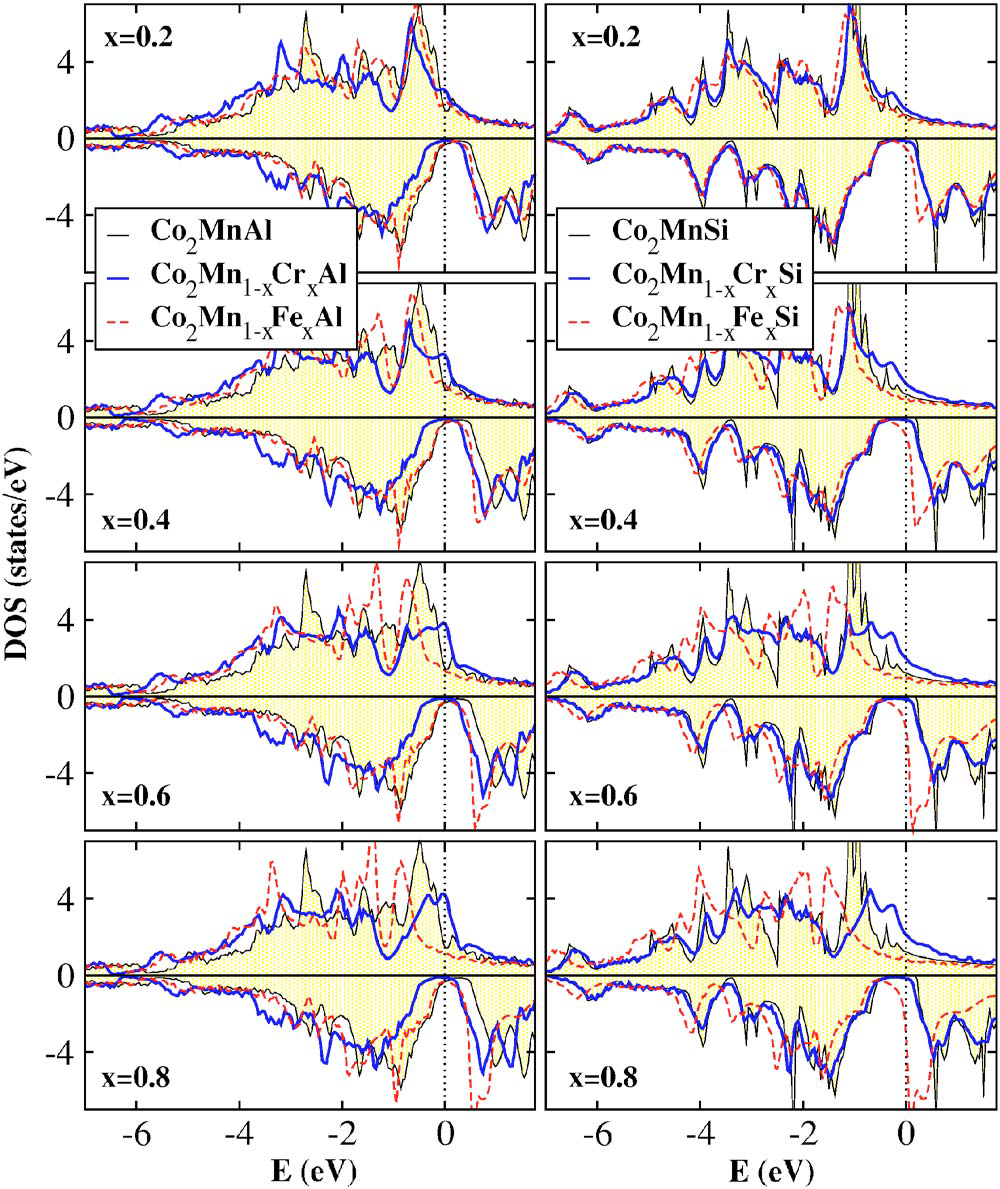 x=0.2
x=0.2
4
0
-4
Co2MnAl
Co2Mn1-xCrxAl
Co2Mn1-xFexAl
Co2MnSi
Co2Mn1-xCrxSi
Co2Mn1-xFexSi
4
0
-4
x=0.4
x=0.4
DOS (states/eV)
4
0
-4
x=0.6
x=0.6
4
0
-4
x=0.8
x=0.8
-6 -4 -2 0
-6 -4 -2 0
E (eV)
E (eV)